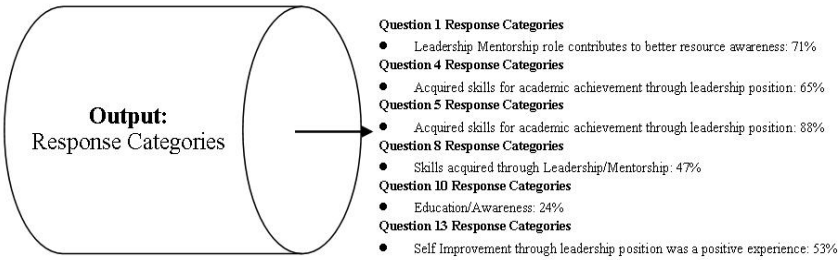 Output:
Response Categories
Question 1 Response Categories
● Leadership Mentorship role contributes to better resource awareness: 71%
Question 4 Response Categories
● Acquired skills for academic achievement through leadership position: 65%
Question 5 Response Categories
● Acquired skills for academic achievement through leadership position: 88%
Question 8 Response Categories
● Skills acquired through Leadership/Mentorship: 47%
Question 10 Response Categories
● Education/Awareness: 24%
Question 13 Response Categories
● Self Improvement through leadership position was a positive experience: 53%